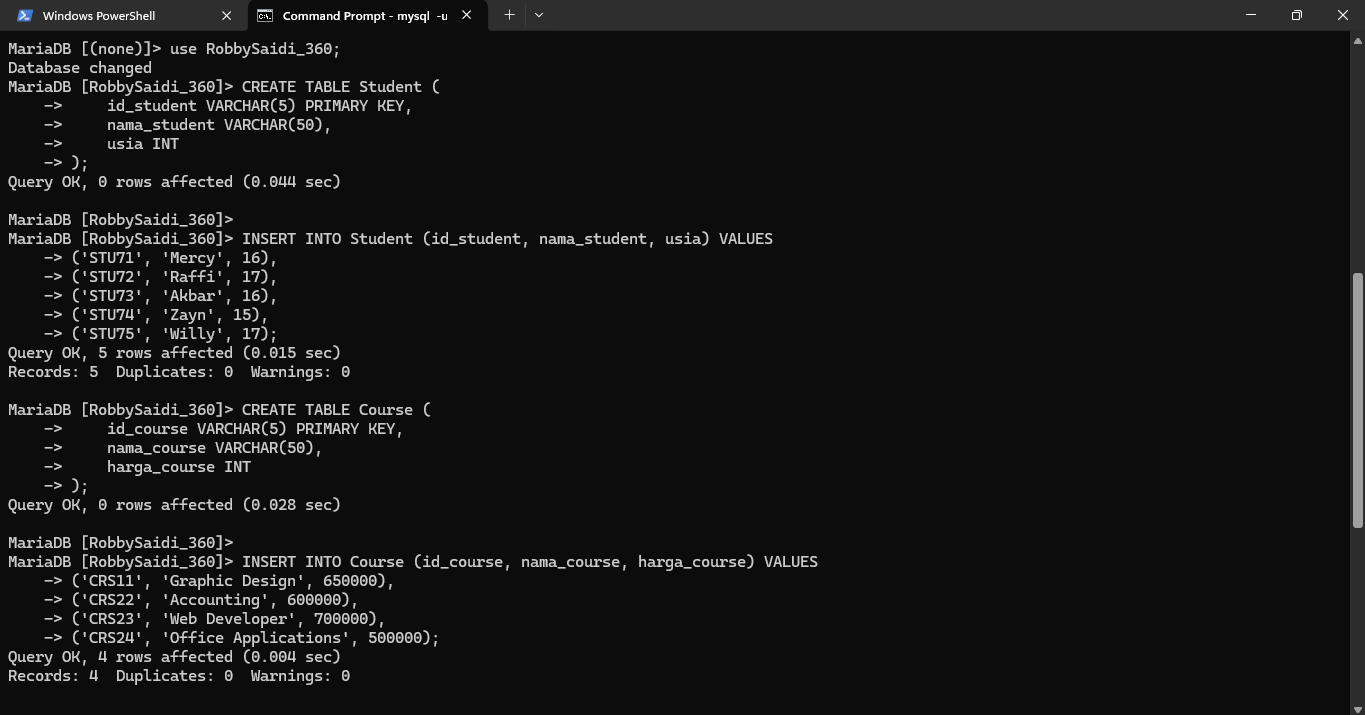 Windows PowerShell
Command Prompt - mysql -u
MariaDB [(none)]> use RobbySaidi_360;
Database changed
MariaDB [RobbySaidi_360]> CREATE TABLE Student (
    ->     id_student VARCHAR(5) PRIMARY KEY,
    ->     nama_student VARCHAR(50),
    ->     usia INT
    -> );
Query OK, 0 rows affected (0.044 sec)
MariaDB [RobbySaidi_360]>
MariaDB [RobbySaidi_360]> INSERT INTO Student (id_student, nama_student, usia) VALUES
    -> ('STU71', 'Mercy', 16),
    -> ('STU72', 'Raffi', 17),
    -> ('STU73', 'Akbar', 16),
    -> ('STU74', 'Zayn', 15),
    -> ('STU75', 'Willy', 17);
Query OK, 5 rows affected (0.015 sec)
Records: 5  Duplicates: 0  Warnings: 0
MariaDB [RobbySaidi_360]> CREATE TABLE Course (
    ->     id_course VARCHAR(5) PRIMARY KEY,
    ->     nama_course VARCHAR(50),
    ->     harga_course INT
    -> );
Query OK, 0 rows affected (0.028 sec)
MariaDB [RobbySaidi_360]>
MariaDB [RobbySaidi_360]> INSERT INTO Course (id_course, nama_course, harga_course) VALUES
    -> ('CRS11', 'Graphic Design', 650000),
    -> ('CRS22', 'Accounting', 600000),
    -> ('CRS23', 'Web Developer', 700000),
    -> ('CRS24', 'Office Applications', 500000);
Query OK, 4 rows affected (0.004 sec)
Records: 4  Duplicates: 0  Warnings: 0